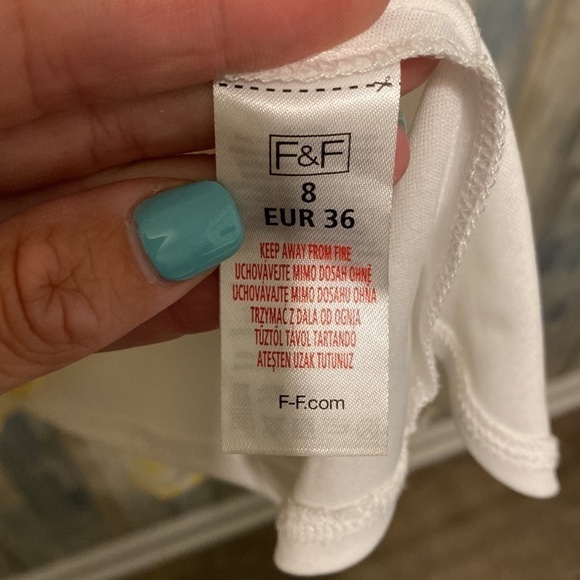 F&F
8
EUR 36
KEEP AWAY FROM FIRE
UCHOVÁVEJTE MIMO DOSAH OHNĚ
UCHOVÁVAJTE MIMO DOSAHU OHŇA
TRZYMAĆ Z DALA OD OGNIA
TŰZTŐL TÁVOL TARTANDÓ
ATEŞTEN UZAK TUTUNUZ
F-F.com